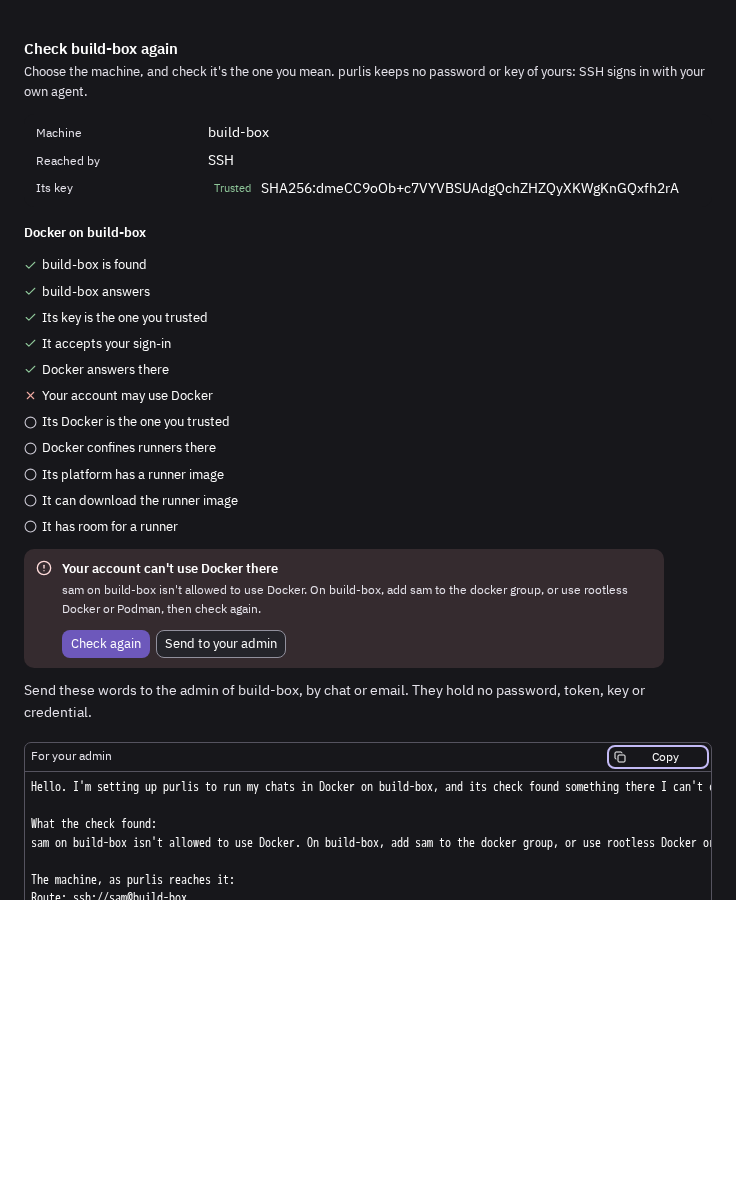 Check build-box again
Choose the machine, and check it's the one you mean. purlis keeps no password or key of yours: SSH signs in with your
own agent.
Machine build-box
Reached by SSH
Its key Trusted SHA256:dmeCC9oOb+c7VYVBSUAdgQchZHZQyXKWgKnGQxfh2rA
Docker on build-box
build-box is found
build-box answers
Its key is the one you trusted
It accepts your sign-in
Docker answers there
Your account may use Docker
Its Docker is the one you trusted
Docker confines runners there
Its platform has a runner image
It can download the runner image
It has room for a runner
Your account can't use Docker there
sam on build-box isn't allowed to use Docker. On build-box, add sam to the docker group, or use rootless
Docker or Podman, then check again.
Check again Send to your admin
Send these words to the admin of build-box, by chat or email. They hold no password, token, key or
credential.
For your admin Copy
Hello. I'm setting up purlis to run my chats in Docker on build-box, and its check found something there I can't
What the check found:
sam on build-box isn't allowed to use Docker. On build-box, add sam to the docker group, or use rootless Docker
The machine, as purlis reaches it:
Route: ssh://sam@build-box